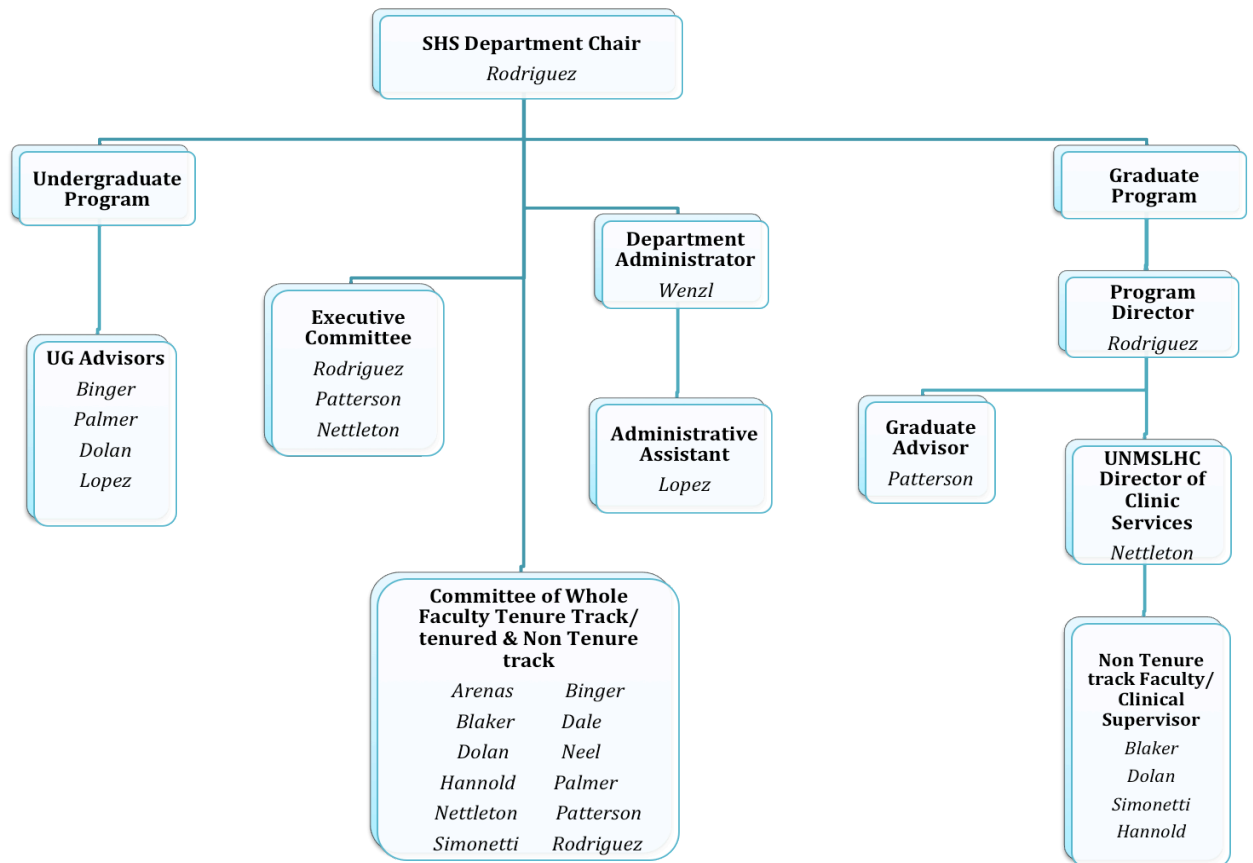 SHS Department Chair
Rodriguez
Undergraduate
Program
Graduate
Program
Department
Administrator
Wenzl
Executive
Committee
Rodriguez
Patterson
Nettleton
Program
Director
Rodriguez
UG Advisors
Binger
Palmer
Dolan
Lopez
Administrative
Assistant
Lopez
Graduate
Advisor
Patterson
UNMSLHC
Director of
Clinic
Services
Nettleton
Committee of Whole
Faculty Tenure Track/
tenured & Non Tenure
track
Arenas Binger
Blaker Dale
Dolan Neel
Hannold Palmer
Nettleton Patterson
Simonetti Rodriguez
Non Tenure
track Faculty/
Clinical
Supervisor
Blaker
Dolan
Simonetti
Hannold